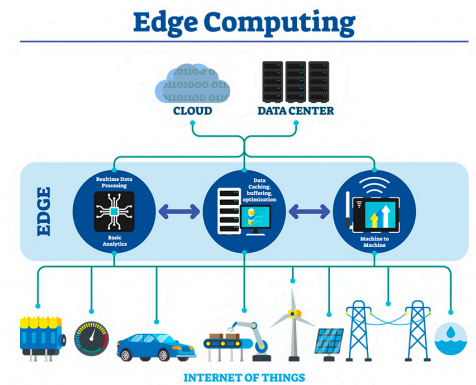 Edge Computing
CLOUD
DATA CENTER
EDGE
Realtime Data
Procesing
Basic
Analytics
Data
Caching,
buffering,
optimization
Machine to
Machine
INTERNET OF THINGS